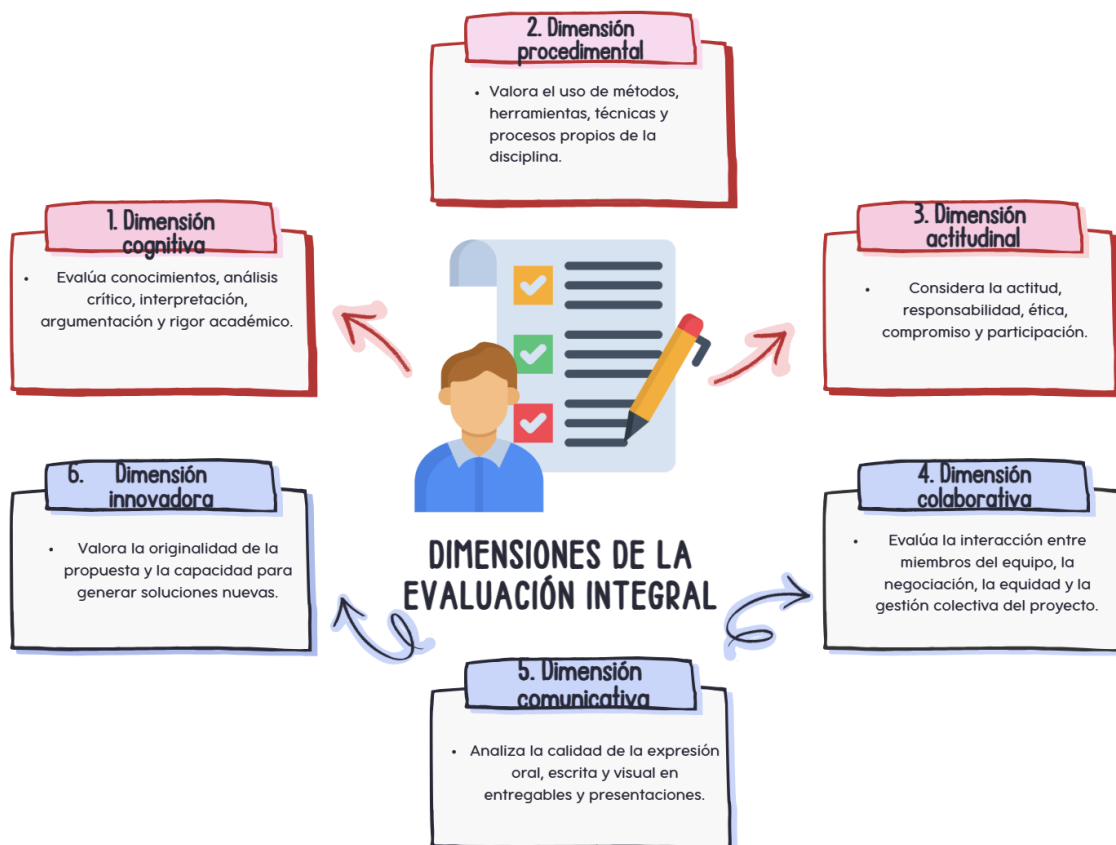 2. Dimensión
procedimental
• Valora el uso de métodos,
herramientas, técnicas y
procesos propios de la
disciplina.
1. Dimensión
cognitiva
• Evalúa conocimientos, análisis
crítico, interpretación,
argumentación y rigor académico.
3. Dimensión
actitudinal
• Considera la actitud,
responsabilidad, ética,
compromiso y participación.
6. Dimensión
innovadora
• Valora la originalidad de la
propuesta y la capacidad para
generar soluciones nuevas.
4. Dimensión
colaborativa
• Evalúa la interacción entre
miembros del equipo, la
negociación, la equidad y la
gestión colectiva del proyecto.
DIMENSIONES DE LA
EVALUACIÓN INTEGRAL
5. Dimensión
comunicativa
• Analiza la calidad de la expresión
oral, escrita y visual en
entregables y presentaciones.